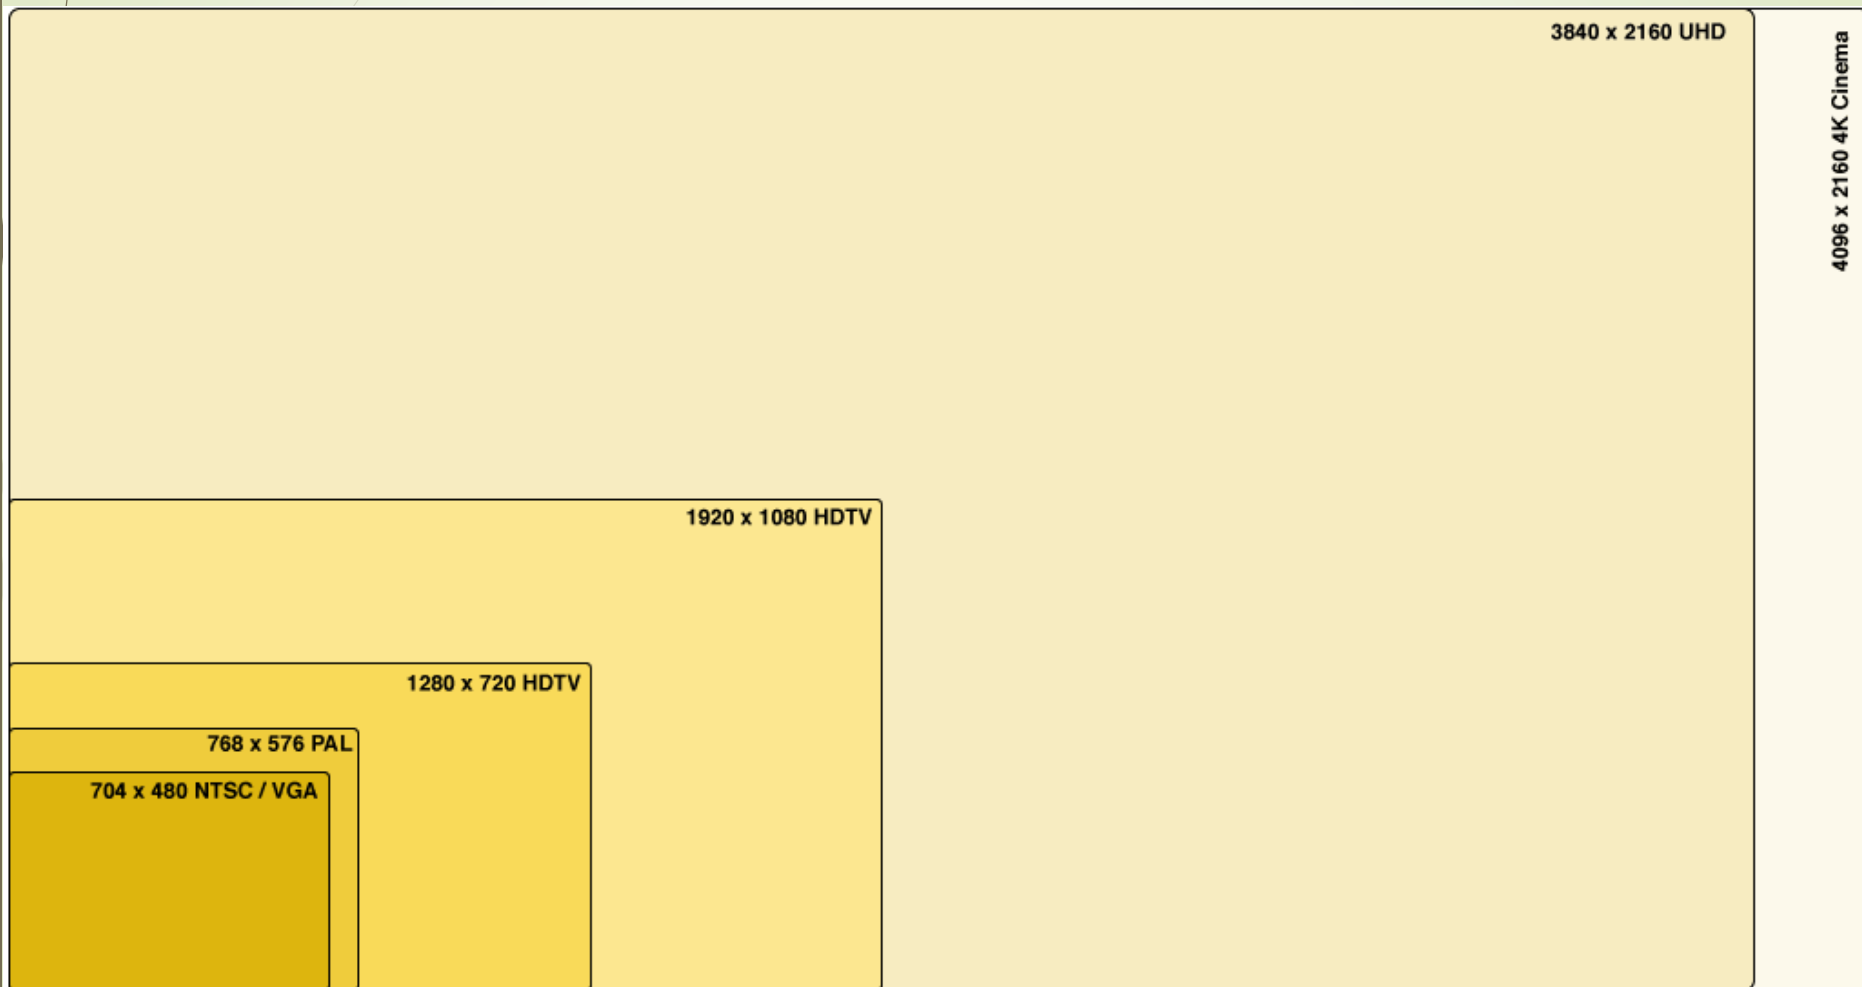 3840 x 2160 UHD
4096 x 2160 4K Cinema
1920 x 1080 HDTV
1280 x 720 HDTV
768 x 576 PAL
704 x 480 NTSC / VGA